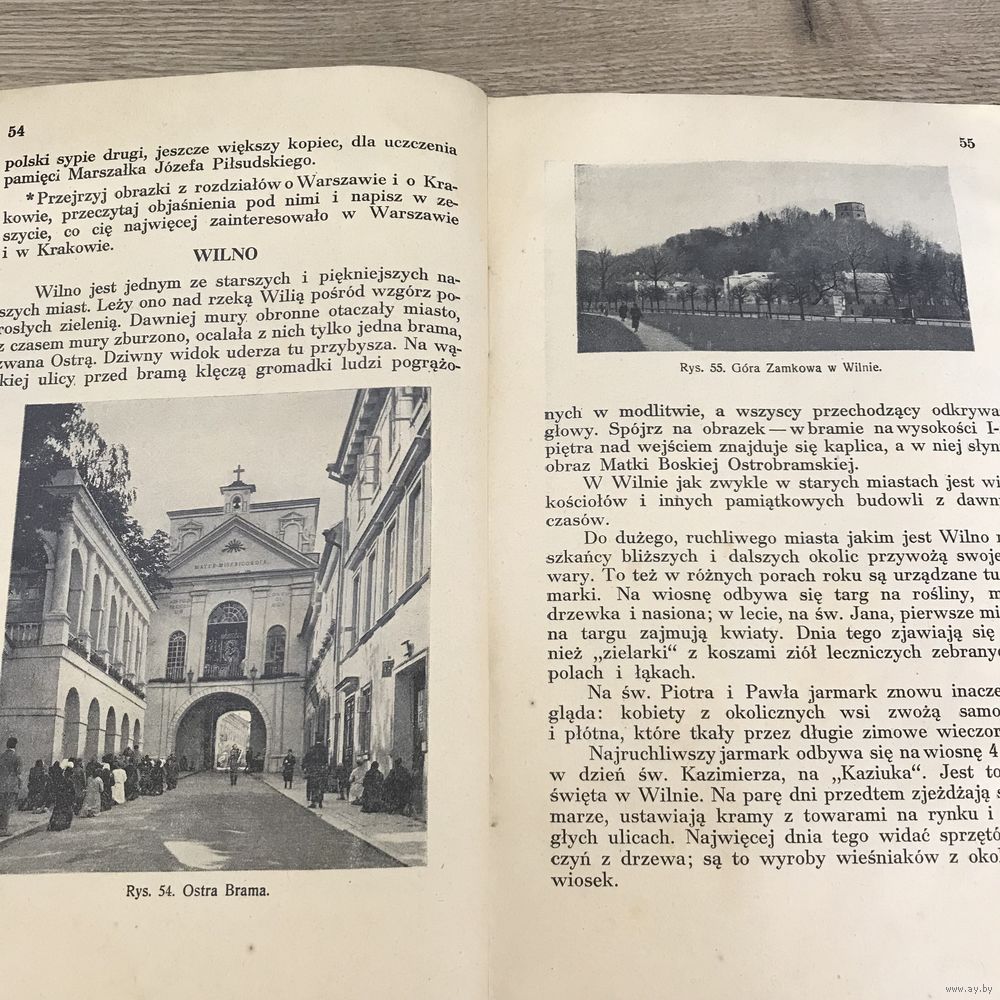 54
polski sypie drugi, jeszcze większy kopiec, dla uczczenia
pamięci Marszałka Józefa Piłsudskiego.
*Przejrzyj obrazki z rozdziałów o Warszawie i o Kra-
kowie, przeczytaj objaśnienia pod nimi i napisz w ze-
szycie, co cię najwięcej zainteresowało w Warszawie
i w Krakowie.
WILNO
Wilno jest jednym ze starszych i piękniejszych na-
szych miast. Leży ono nad rzeką Wilią pośród wzgórz po-
rosłych zielenią. Dawniej mury obronne otaczały miasto,
z czasem mury zburzono, ocalała z nich tylko jedna brama,
zwana Ostrą. Dziwny widok uderza tu przybysza. Na wą-
kiej ulicy przed bramą klęczą gromadki ludzi pogrążo-
MATER MISERICORDIÆ
Rys. 54. Ostra Brama.
55
Rys. 55. Góra Zamkowa w Wilnie.
nych w modlitwie, a wszyscy przechodzący odkrywa
głowy. Spójrz na obrazek — w bramie na wysokości I-
piętra nad wejściem znajduje się kaplica, a w niej słyn
obraz Matki Boskiej Ostrobramskiej.
W Wilnie jak zwykle w starych miastach jest wi
kościołów i innych pamiątkowych budowli z dawn
czasów.
Do dużego, ruchliwego miasta jakim jest Wilno
szkańcy bliższych i dalszych okolic przywożą swoje
wary. To też w różnych porach roku są urządzane tu
marki. Na wiosnę odbywa się targ na rośliny, m
drzewka i nasiona; w lecie, na św. Jana, pierwsze mi
na targu zajmują kwiaty. Dnia tego zjawiają się
nież „zielarki“ z koszami ziół leczniczych zebranyc
polach i łąkach.
Na św. Piotra i Pawła jarmark znowu inacze
gląda: kobiety z okolicznych wsi zwożą samo
i płótna, które tkały przez długie zimowe wieczor
Najruchliwszy jarmark odbywa się na wiosnę 4
w dzień św. Kazimierza, na „Kaziuka“. Jest to
święta w Wilnie. Na parę dni przedtem zjeżdżają s
marze, ustawiają kramy z towarami na rynku i
głych ulicach. Najwięcej dnia tego widać sprzętó
czyń z drzewa; są to wyroby wieśniaków z okol
wiosek.
www.ay.by